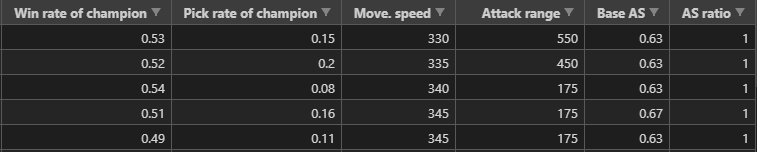 Win rate of champion Pick rate of champion Move. speed Attack range Base AS AS ratio
0.53 0.15 330 550 0.63 1
0.52 0.2 335 450 0.63 1
0.54 0.08 340 175 0.63 1
0.51 0.16 345 175 0.67 1
0.49 0.11 345 175 0.63 1